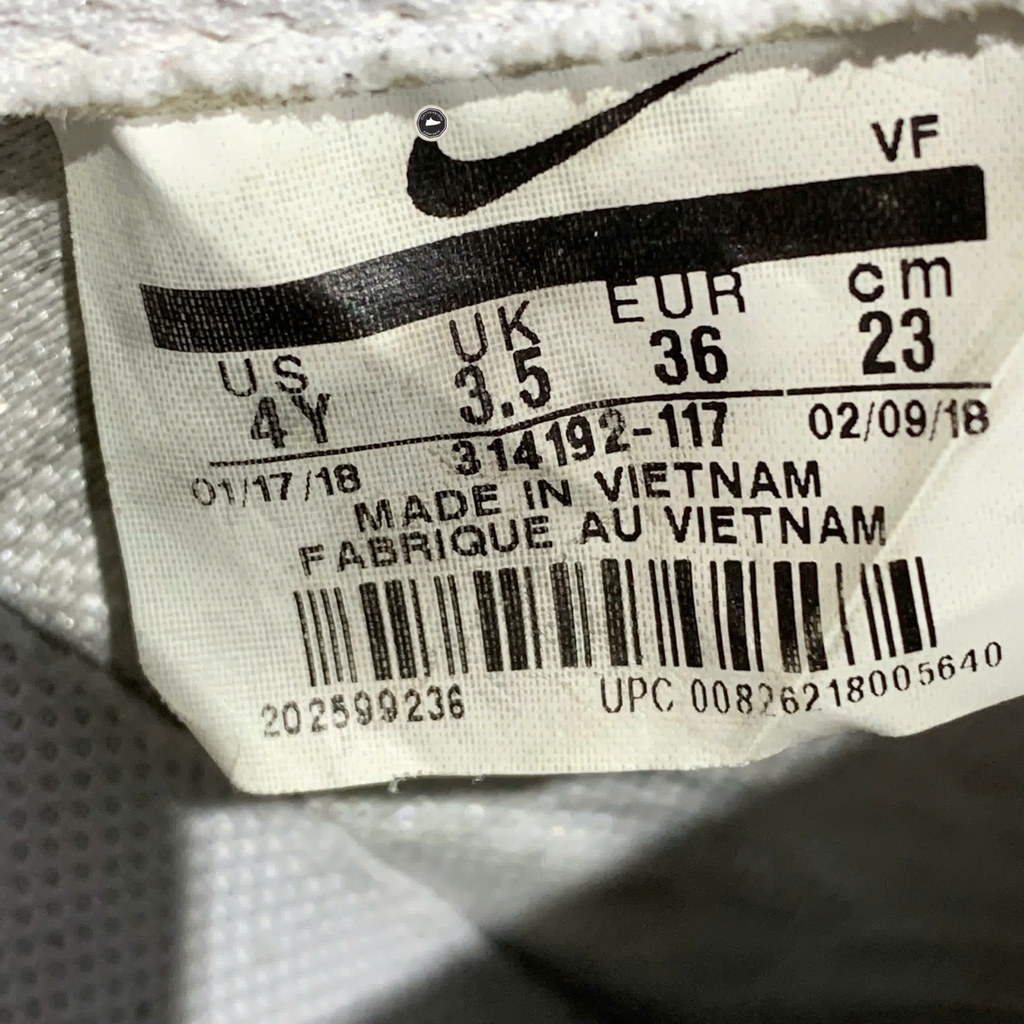 VF
US UK EUR cm
4Y 3.5 36 23
01/17/18 314192-117 02/09/18
MADE IN VIETNAM
FABRIQUE AU VIETNAM
202599236 UPC 00826218005640